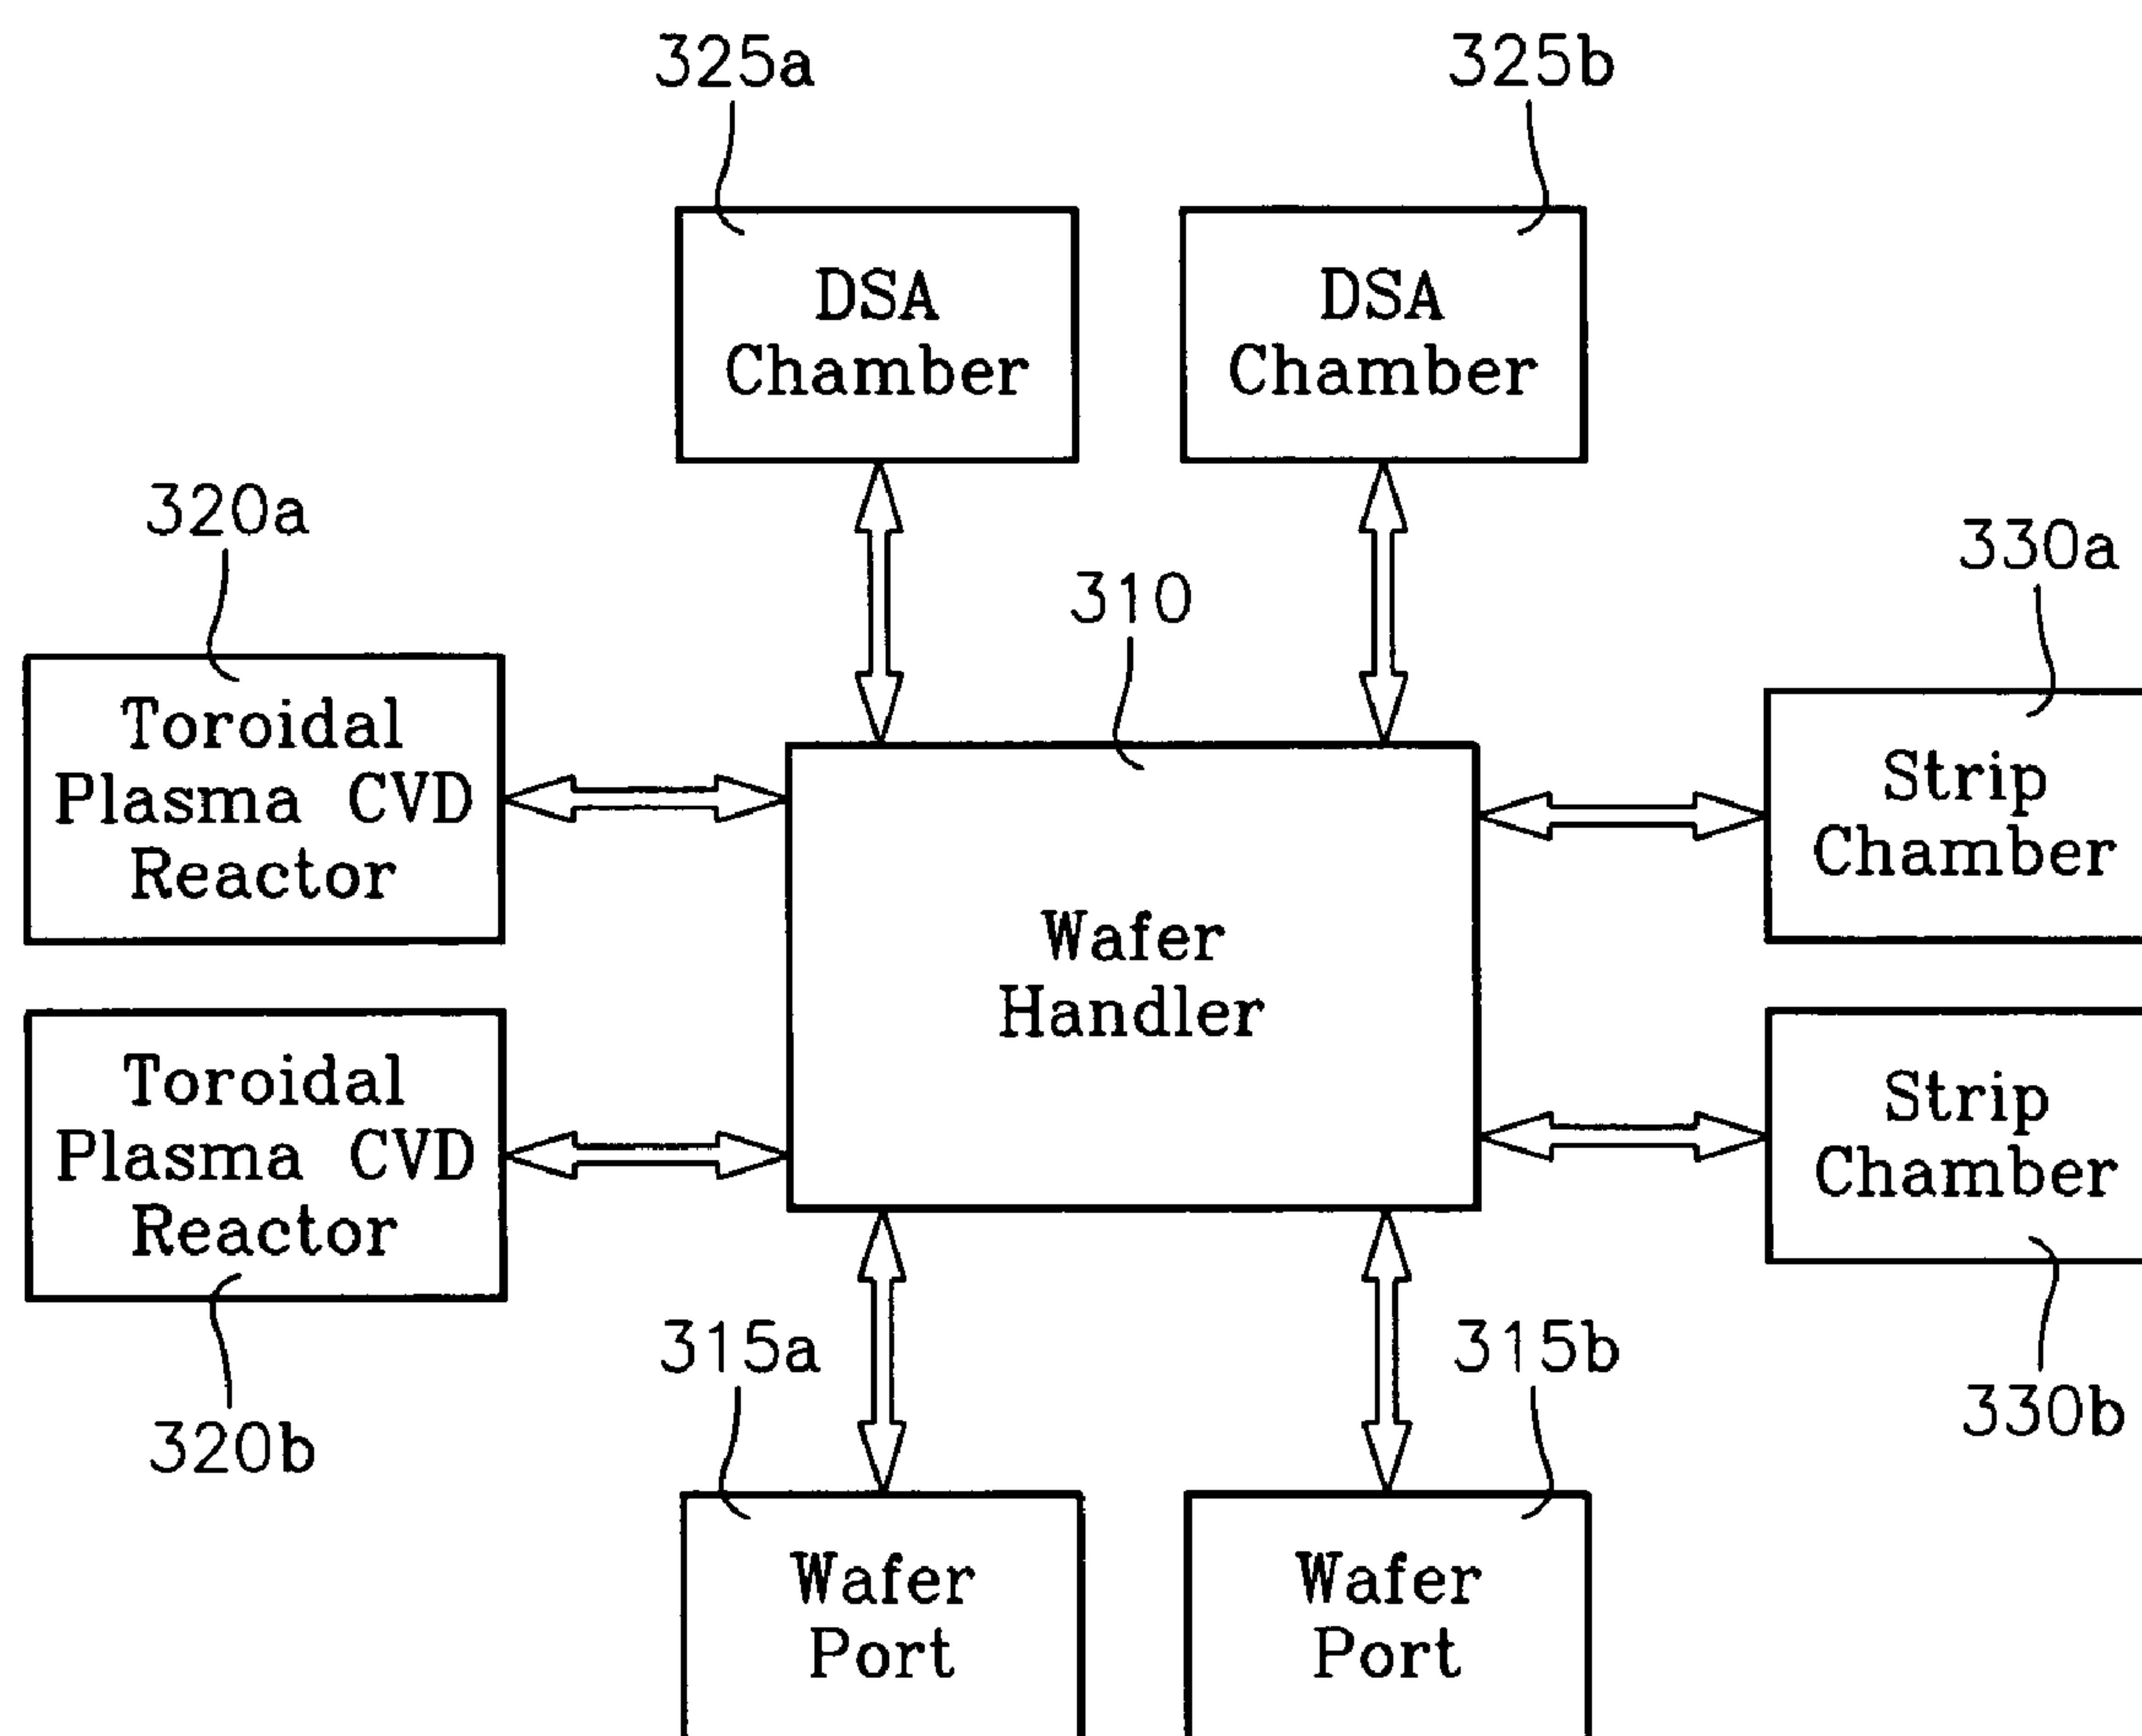 325a
325b
DSA
Chamber
DSA
Chamber
320a
310
330a
Toroidal
Plasma CVD
Reactor
Strip
Chamber
Wafer
Handler
Toroidal
Plasma CVD
Reactor
Strip
Chamber
315a
315b
320b
330b
Wafer
Port
Wafer
Port